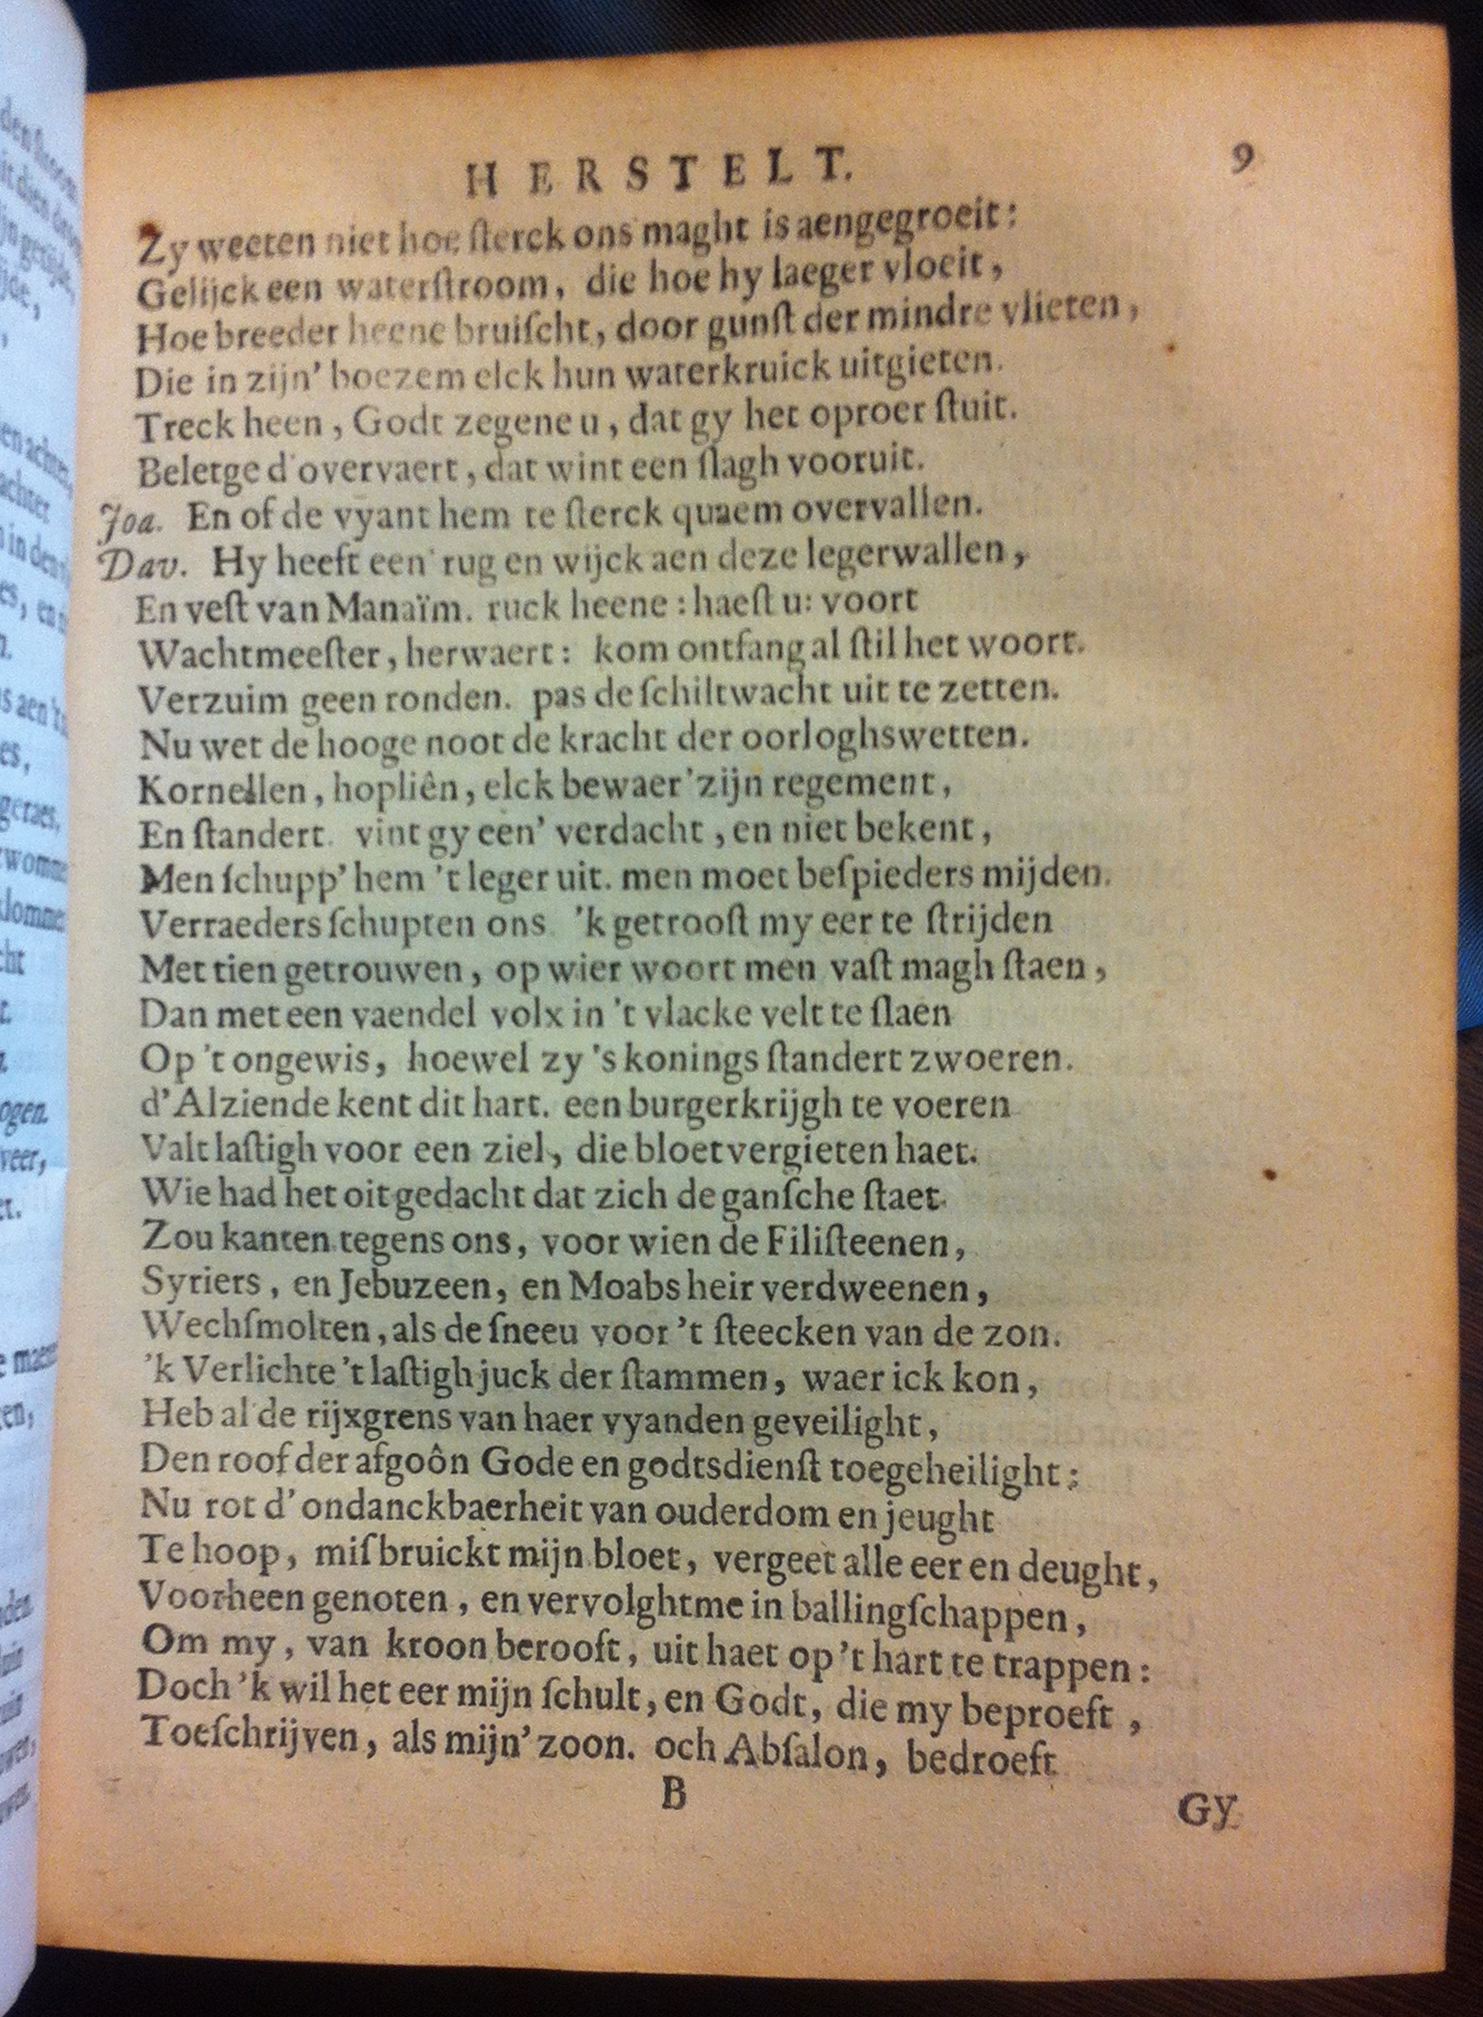 HERSTELT. 9
Zy weeten niet hoe ſterck ons maght is aengegroeit:
Gelijck een waterſtroom, die hoe hy laeger vloeit,
Hoe breeder heene bruiſcht, door gunſt der mindre vlieten,
Die in zijn' boezem elck hun waterkruick uitgieten.
Treck heen, Godt zegene u, dat gy het oproer ſtuit.
Beletge d'overvaert, dat wint een ſlagh vooruit.
Joa. En of de vyant hem te ſterck quaem overvallen.
Dav. Hy heeft een' rug en wijck aen deze legerwallen,
En veſt van Manaïm. ruck heene: haeſt u: voort
Wachtmeeſter, herwaert: kom ontfang al ſtil het woort.
Verzuim geen ronden. pas de ſchiltwacht uit te zetten.
Nu wet de hooge noot de kracht der oorloghswetten.
Kornellen, hopliên, elck bewaer' zijn regement,
En ſtandert. vint gy een' verdacht, en niet bekent,
Men ſchupp' hem 't leger uit. men moet beſpieders mijden.
Verraeders ſchupten ons. 'k getrooſt my eer te ſtrijden
Met tien getrouwen, op wier woort men vaſt magh ſtaen,
Dan met een vaendel volx in 't vlacke velt te ſlaen
Op 't ongewis, hoewel zy 's konings ſtandert zwoeren.
d'Alziende kent dit hart. een burgerkrijgh te voeren
Valt laſtigh voor een ziel, die bloetvergieten haet.
Wie had het oit gedacht dat zich de ganſche ſtaet
Zou kanten tegens ons, voor wien de Filiſteenen,
Syriers, en Jebuzeen, en Moabs heir verdweenen,
Wechſmolten, als de ſneeu voor 't ſteecken van de zon.
'k Verlichte 't laſtigh juck der ſtammen, waer ick kon,
Heb al de rijxgrens van haer vyanden geveilight,
Den roof der afgoôn Gode en godtsdienſt toegeheilight:
Nu rot d'ondanckbaerheit van ouderdom en jeught
Te hoop, miſbruickt mijn bloet, vergeet alle eer en deught,
Voorheen genoten, en vervolghtme in ballingſchappen,
Om my, van kroon berooft, uit haet op 't hart te trappen:
Doch 'k wil het eer mijn ſchult, en Godt, die my beproeft,
Toeſchrijven, als mijn' zoon. och Abſalon, bedroeft
B Gy